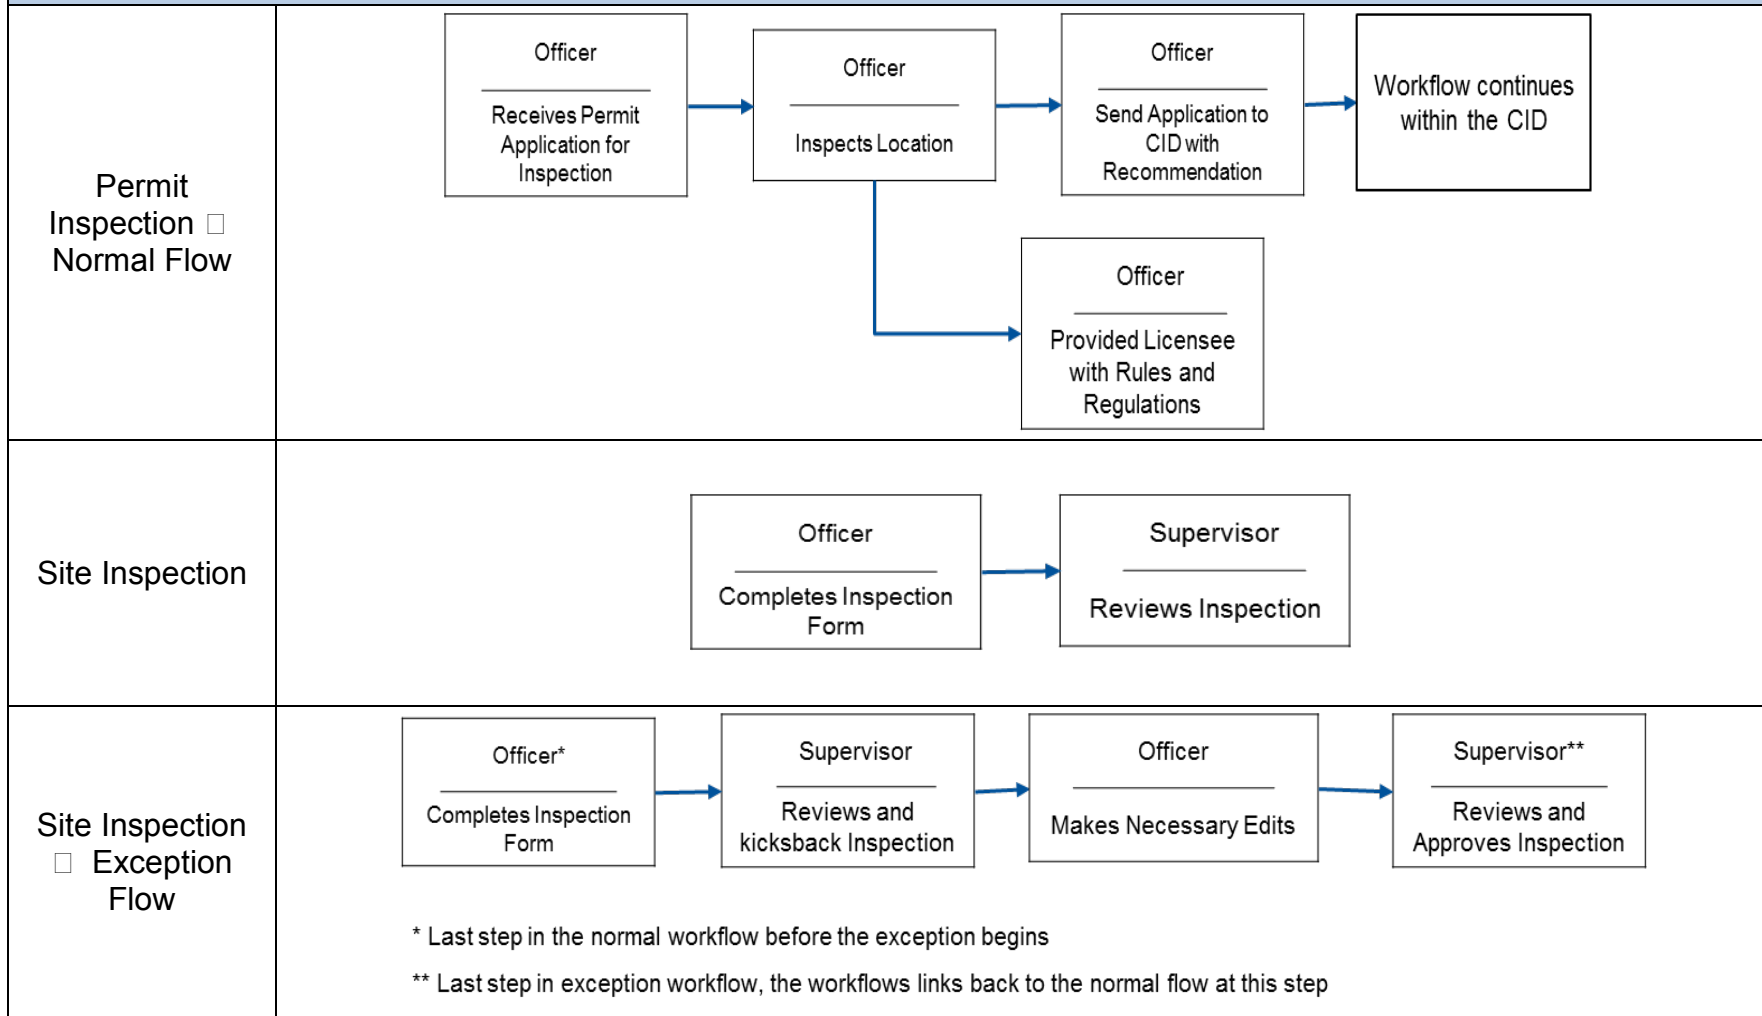 Permit
Inspection □
Normal Flow
Officer
Receives Permit
Application for
Inspection
Officer
Inspects Location
Officer
Send Application to
CID with
Recommendation
Workflow continues
within the CID
Officer
Provided Licensee
with Rules and
Regulations
Site Inspection
Officer
Completes Inspection
Form
Supervisor
Reviews Inspection
Site Inspection
□ Exception
Flow
Officer*
Completes Inspection
Form
Supervisor
Reviews and
kicksback Inspection
Officer
Makes Necessary Edits
Supervisor**
Reviews and
Approves Inspection
* Last step in the normal workflow before the exception begins
** Last step in exception workflow, the workflows links back to the normal flow at this step